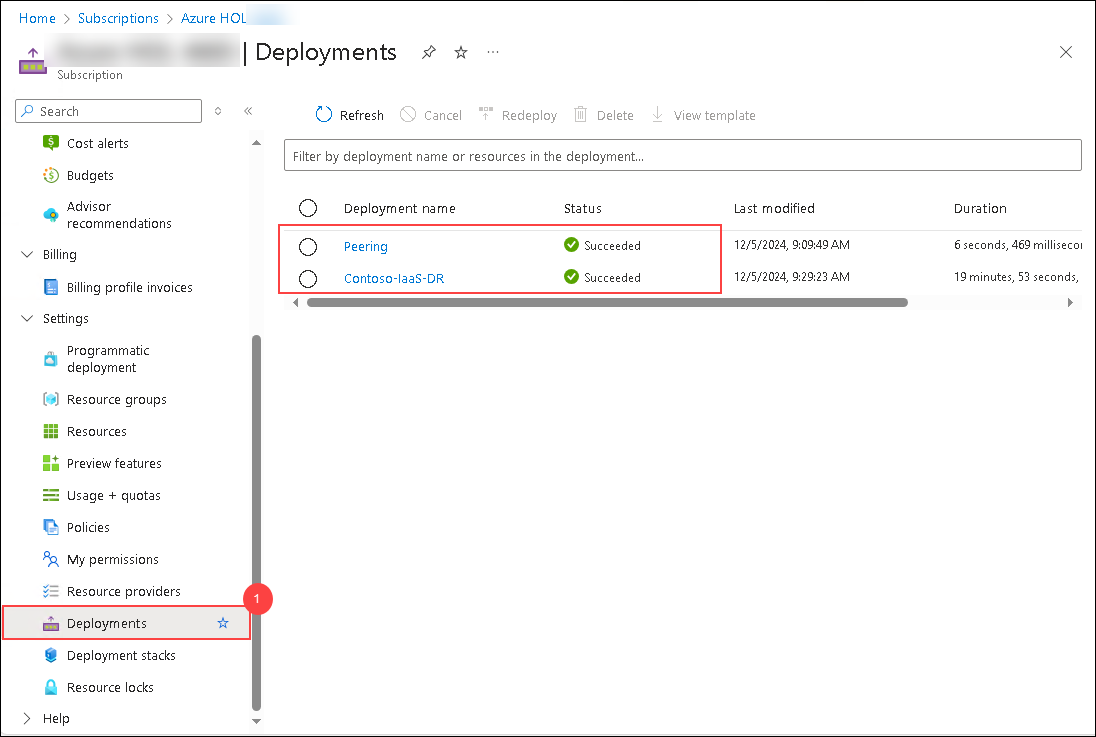 Home > Subscriptions > Azure HOL
| Deployments
Subscription
Search
Refresh Cancel Redeploy Delete View template
Filter by deployment name or resources in the deployment...
Cost alerts
Budgets
Advisor
recommendations
Billing
Billing profile invoices
Settings
Programmatic
deployment
Resource groups
Resources
Preview features
Usage + quotas
Policies
My permissions
Resource providers
1
Deployments
Deployment stacks
Resource locks
Help
Deployment name Status Last modified Duration
Peering Succeeded 12/5/2024, 9:09:49 AM 6 seconds, 469 millisecon
Contoso-IaaS-DR Succeeded 12/5/2024, 9:29:23 AM 19 minutes, 53 seconds,